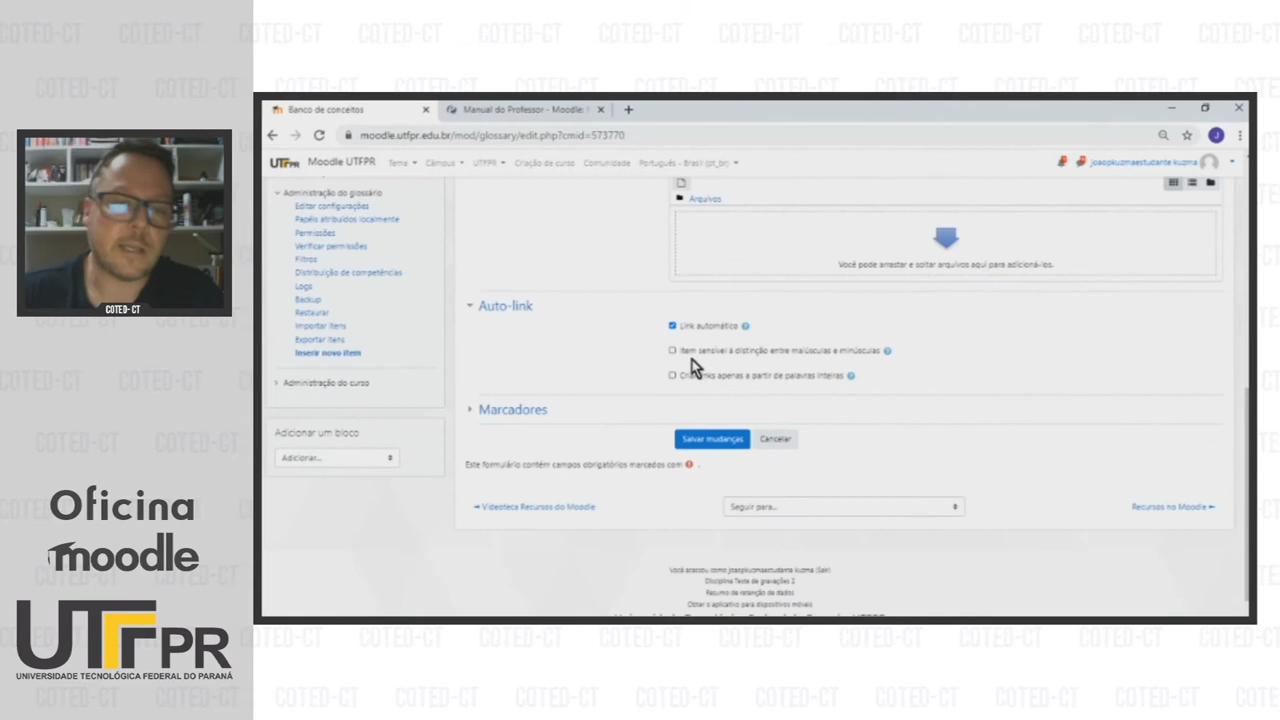 COTED-CT
Oficina
moodle
UTFPR
UNIVERSIDADE TECNOLÓGICA FEDERAL DO PARANÁ
Banco de conceitos
Manual do Professor - Moodle:
moodle.utfpr.edu.br/mod/glossary/edit.php?cmid=573770
UTFPR Moodle UTFPR Tema Câmpus UTFPR Criação de curso Comunidade Português - Brasil (pt_br) joaopkuzmaestudante kuzma
Administração do glossário
Editar configurações
Papéis atribuídos localmente
Permissões
Verificar permissões
Filtros
Distribuição de competências
Logs
Backup
Restaurar
Importar itens
Exportar itens
Inserir novo item
Administração do curso
Adicionar um bloco
Adicionar...
Arquivos
Você pode arrastar e soltar arquivos aqui para adicioná-los.
Auto-link
Link automático
Item sensível à distinção entre maiúsculas e minúsculas
links apenas a partir de palavras inteiras
Marcadores
Salvar mudanças Cancelar
Este formulário contém campos obrigatórios marcados com .
Videoteca Recursos do Moodle
Seguir para...
Recursos no Moodle
Você acessou como joaopkuzmaestudante kuzma (Sair)
Disciplina Teste de gravações 2
Resumo de retenção de dados
Obter o aplicativo para dispositivos móveis